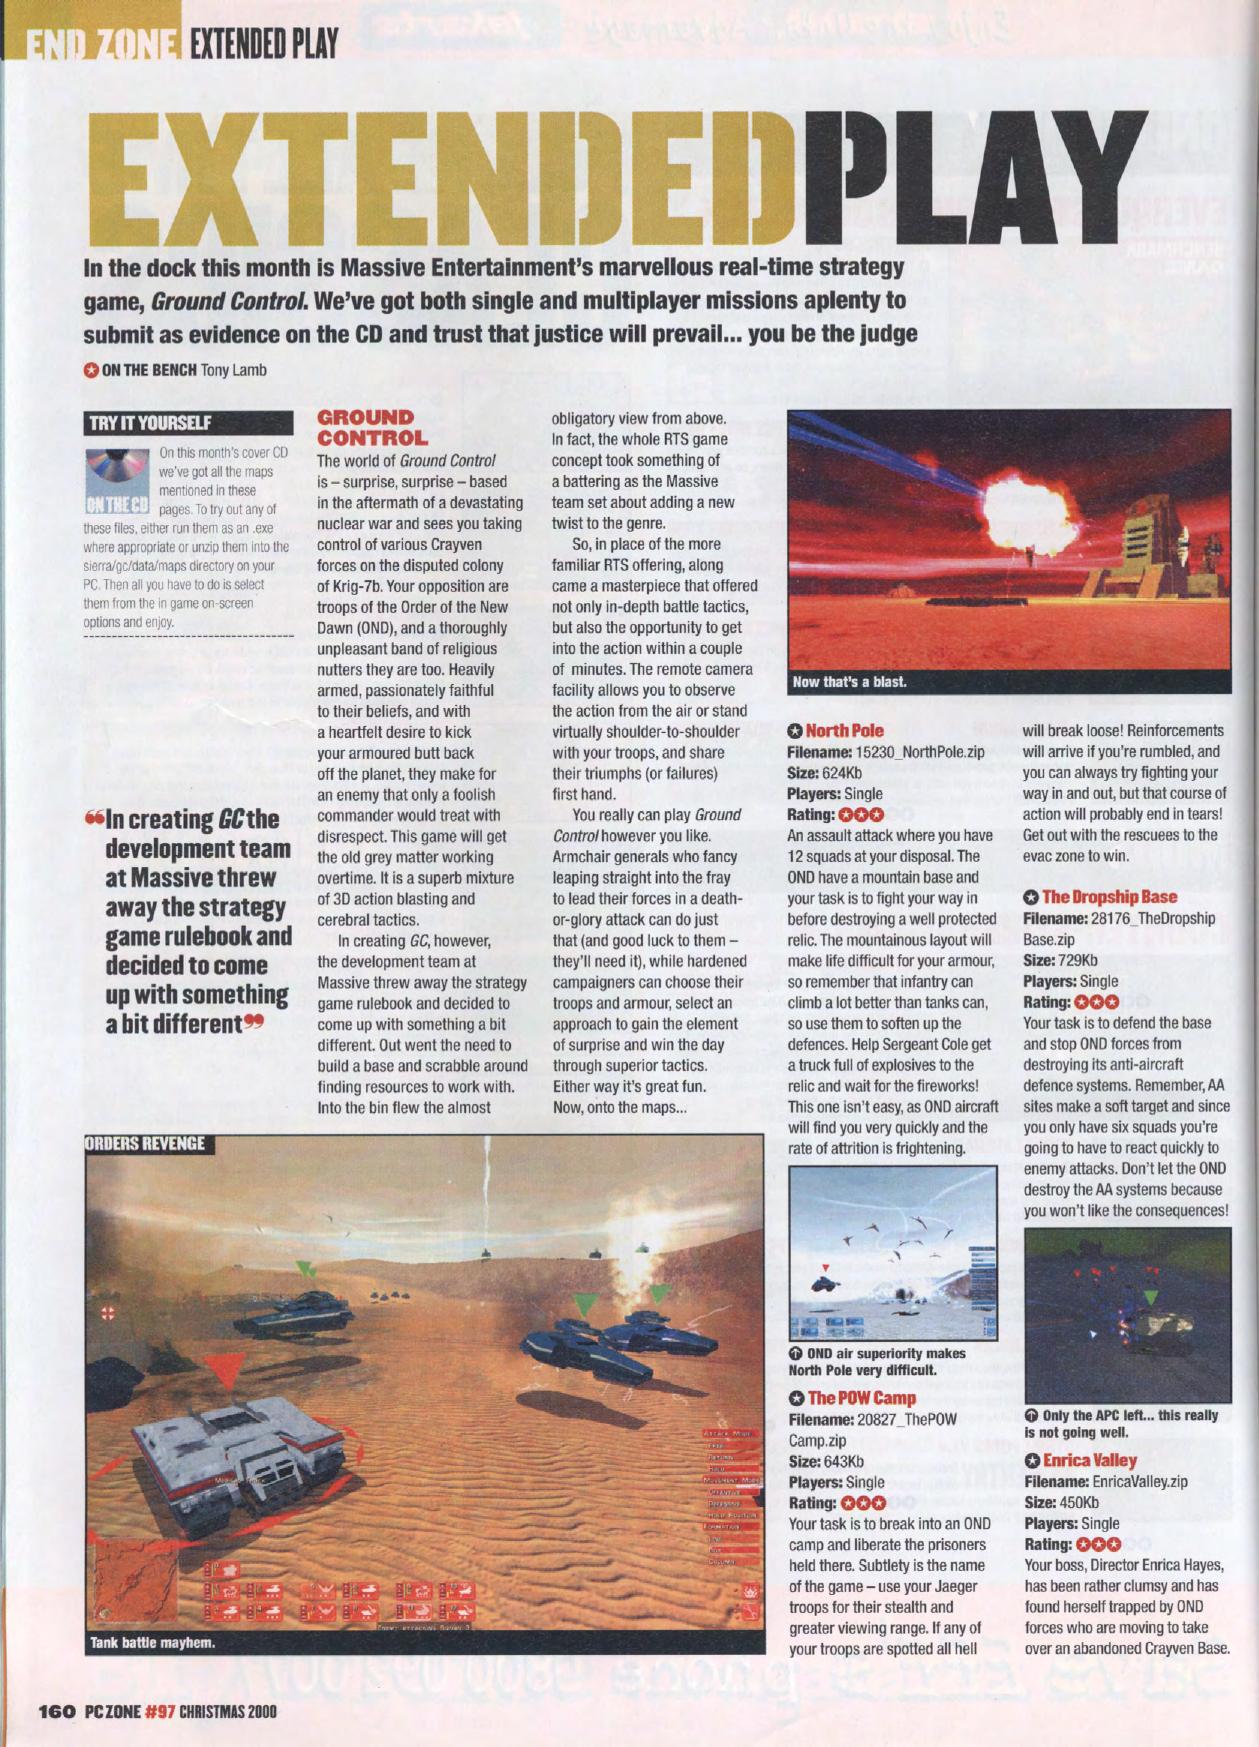 END ZONE EXTENDED PLAY
EXTENDEDPLAY
In the dock this month is Massive Entertainment's marvellous real-time strategy
game, Ground Control. We've got both single and multiplayer missions aplenty to
submit as evidence on the CD and trust that justice will prevail... you be the judge
ON THE BENCH Tony Lamb
TRY IT YOURSELF
ON THE CD
On this month's cover CD
we've got all the maps
mentioned in these
pages. To try out any of
these files, either run them as an .exe
where appropriate or unzip them into the
sierra/gc/data/maps directory on your
PC. Then all you have to do is select
them from the in game on-screen
options and enjoy.
“In creating GC the
development team
at Massive threw
away the strategy
game rulebook and
decided to come
up with something
a bit different”
GROUND
CONTROL
The world of Ground Control
is – surprise, surprise – based
in the aftermath of a devastating
nuclear war and sees you taking
control of various Crayven
forces on the disputed colony
of Krig-7b. Your opposition are
troops of the Order of the New
Dawn (OND), and a thoroughly
unpleasant band of religious
nutters they are too. Heavily
armed, passionately faithful
to their beliefs, and with
a heartfelt desire to kick
your armoured butt back
off the planet, they make for
an enemy that only a foolish
commander would treat with
disrespect. This game will get
the old grey matter working
overtime. It is a superb mixture
of 3D action blasting and
cerebral tactics.
In creating GC, however,
the development team at
Massive threw away the strategy
game rulebook and decided to
come up with something a bit
different. Out went the need to
build a base and scrabble around
finding resources to work with.
Into the bin flew the almost
obligatory view from above.
In fact, the whole RTS game
concept took something of
a battering as the Massive
team set about adding a new
twist to the genre.
So, in place of the more
familiar RTS offering, along
came a masterpiece that offered
not only in-depth battle tactics,
but also the opportunity to get
into the action within a couple
of minutes. The remote camera
facility allows you to observe
the action from the air or stand
virtually shoulder-to-shoulder
with your troops, and share
their triumphs (or failures)
first hand.
You really can play Ground
Control however you like.
Armchair generals who fancy
leaping straight into the fray
to lead their forces in a death-
or-glory attack can do just
that (and good luck to them –
they'll need it), while hardened
campaigners can choose their
troops and armour, select an
approach to gain the element
of surprise and win the day
through superior tactics.
Either way it's great fun.
Now, onto the maps...
ORDERS REVENGE
Tank battle mayhem.
Now that's a blast.
North Pole
Filename: 15230_NorthPole.zip
Size: 624Kb
Players: Single
Rating:
An assault attack where you have
12 squads at your disposal. The
OND have a mountain base and
your task is to fight your way in
before destroying a well protected
relic. The mountainous layout will
make life difficult for your armour,
so remember that infantry can
climb a lot better than tanks can,
so use them to soften up the
defences. Help Sergeant Cole get
a truck full of explosives to the
relic and wait for the fireworks!
This one isn't easy, as OND aircraft
will find you very quickly and the
rate of attrition is frightening.
OND air superiority makes
North Pole very difficult.
The POW Camp
Filename: 20827_ThePOW
Camp.zip
Size: 643Kb
Players: Single
Rating:
Your task is to break into an OND
camp and liberate the prisoners
held there. Subtlety is the name
of the game – use your Jaeger
troops for their stealth and
greater viewing range. If any of
your troops are spotted all hell
will break loose! Reinforcements
will arrive if you're rumbled, and
you can always try fighting your
way in and out, but that course of
action will probably end in tears!
Get out with the rescuees to the
evac zone to win.
The Dropship Base
Filename: 28176_TheDropship
Base.zip
Size: 729Kb
Players: Single
Rating:
Your task is to defend the base
and stop OND forces from
destroying its anti-aircraft
defence systems. Remember, AA
sites make a soft target and since
you only have six squads you're
going to have to react quickly to
enemy attacks. Don't let the OND
destroy the AA systems because
you won't like the consequences!
Only the APC left... this really
is not going well.
Enrica Valley
Filename: EnricaValley.zip
Size: 450Kb
Players: Single
Rating:
Your boss, Director Enrica Hayes,
has been rather clumsy and has
found herself trapped by OND
forces who are moving to take
over an abandoned Crayven Base.
160 PCZONE #97 CHRISTMAS 2000